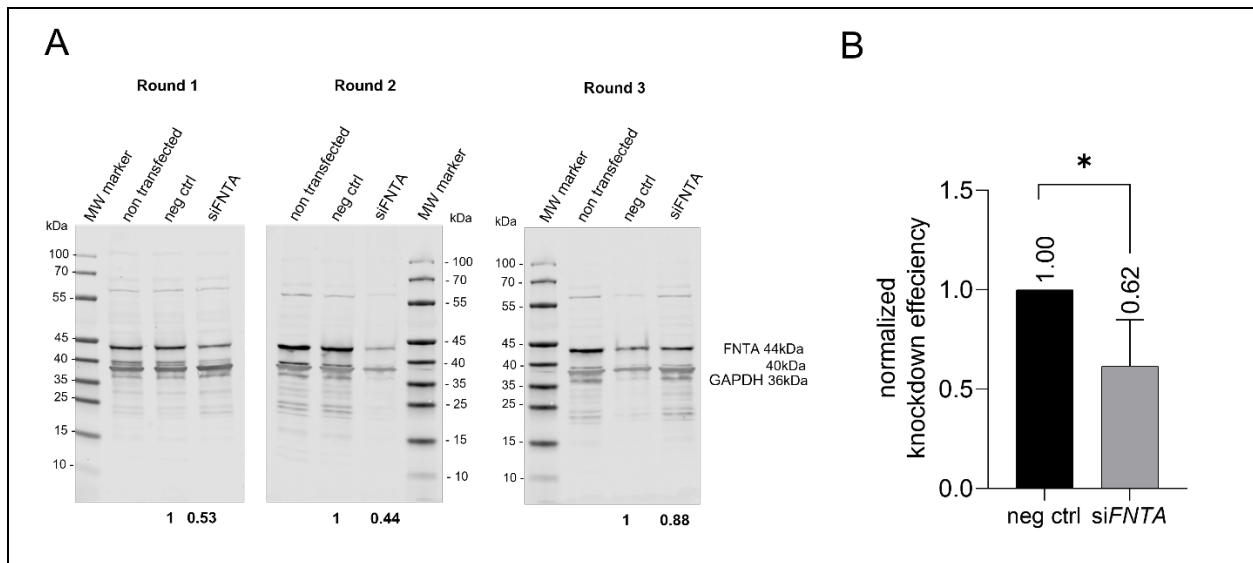 A
B
Round 1
Round 2
Round 3
MW marker
non transfected
neg ctrl
siFNTA
non transfected
neg ctrl
siFNTA
MW marker
MW marker
non transfected
neg ctrl
siFNTA
kDa
100 -
70 -
55 -
45 -
40 -
35 -
25 -
15 -
10 -
1 0.53
- kDa
- 100
- 70
- 55
- 45
- 40
- 35
- 25
- 15
- 10
1 0.44
kDa
100 -
70 -
55 -
45 -
40 -
35 -
25 -
15 -
10 -
1 0.88
FNTA 44kDa
40kDa
GAPDH 36kDa
normalized
knockdown effeciency
1.5
1.0
0.5
0.0
*
1.00
0.62
neg ctrl siFNTA